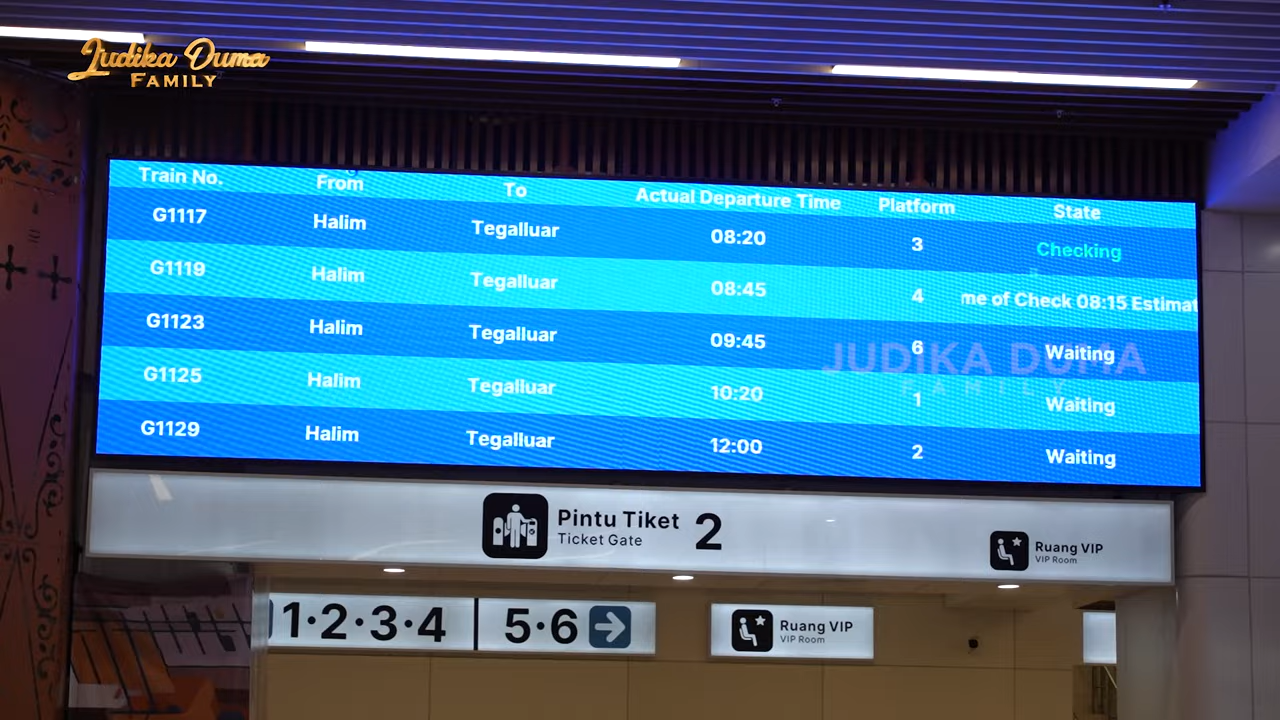 Judika Duma
FAMILY
Train No. From To Actual Departure Time Platform State
G1117 Halim Tegalluar 08:20 3 Checking
G1119 Halim Tegalluar 08:45 4 me of Check 08:15 Estimat
G1123 Halim Tegalluar 09:45 6 Waiting
JUDIKA DUMA
FAMILY
G1125 Halim Tegalluar 10:20 1 Waiting
G1129 Halim Tegalluar 12:00 2 Waiting
Pintu Tiket 2
Ticket Gate
Ruang VIP
VIP Room
1·2·3·4 5·6 →
Ruang VIP
VIP Room